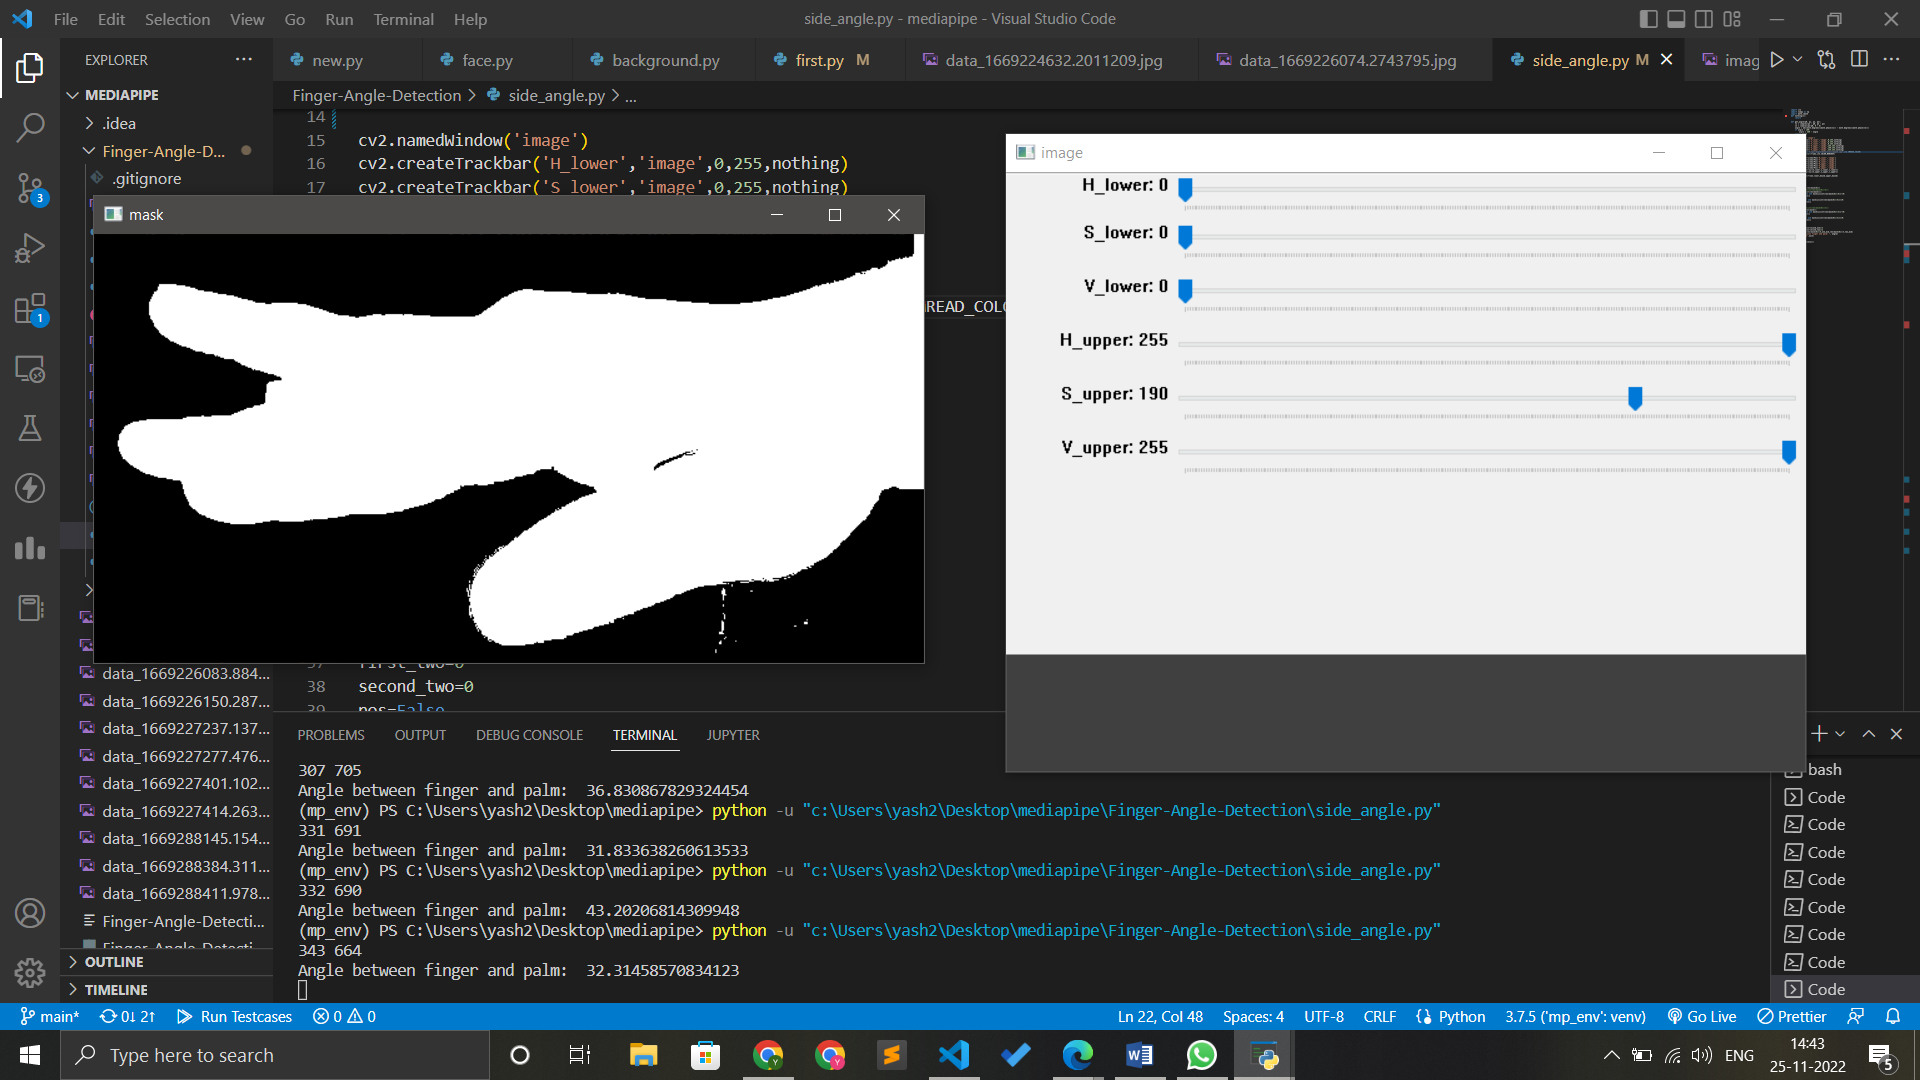 File Edit Selection View Go Run Terminal Help
side_angle.py - mediapipe - Visual Studio Code
EXPLORER
new.py
face.py
background.py
first.py M
data_1669224632.2011209.jpg
data_1669226074.2743795.jpg
side_angle.py M
imag
MEDIAPIPE
.idea
Finger-Angle-D...
.gitignore
Finger-Angle-Detection > side_angle.py > ...
14
15 cv2.namedWindow('image')
16 cv2.createTrackbar('H_lower','image',0,255,nothing)
17 cv2.createTrackbar('S_lower','image',0,255,nothing)
mask
image
H_lower: 0
S_lower: 0
V_lower: 0
H_upper: 255
S_upper: 190
V_upper: 255
READ_COLO
first_two=0
38 second_two=0
39 pos=False
3
1
data_1669226083.884...
data_1669226150.287...
data_1669227237.137...
data_1669227277.476...
data_1669227401.102...
data_1669227414.263...
data_1669288145.154...
data_1669288384.311...
data_1669288411.978...
Finger-Angle-Detecti...
Finger-Angle-Detecti
OUTLINE
TIMELINE
PROBLEMS OUTPUT DEBUG CONSOLE TERMINAL JUPYTER
307 705
Angle between finger and palm:  36.830867829324454
(mp_env) PS C:\Users\yash2\Desktop\mediapipe> python -u "c:\Users\yash2\Desktop\mediapipe\Finger-Angle-Detection\side_angle.py"
331 691
Angle between finger and palm:  31.833638260613533
(mp_env) PS C:\Users\yash2\Desktop\mediapipe> python -u "c:\Users\yash2\Desktop\mediapipe\Finger-Angle-Detection\side_angle.py"
332 690
Angle between finger and palm:  43.20206814309948
(mp_env) PS C:\Users\yash2\Desktop\mediapipe> python -u "c:\Users\yash2\Desktop\mediapipe\Finger-Angle-Detection\side_angle.py"
343 664
Angle between finger and palm:  32.31458570834123
bash
Code
Code
Code
Code
Code
Code
Code
Code
main* 0↓ 2↑ Run Testcases 0 0
Ln 22, Col 48 Spaces: 4 UTF-8 CRLF Python 3.7.5 ('mp_env': venv) Go Live Prettier
Type here to search
ENG
14:43
25-11-2022
5